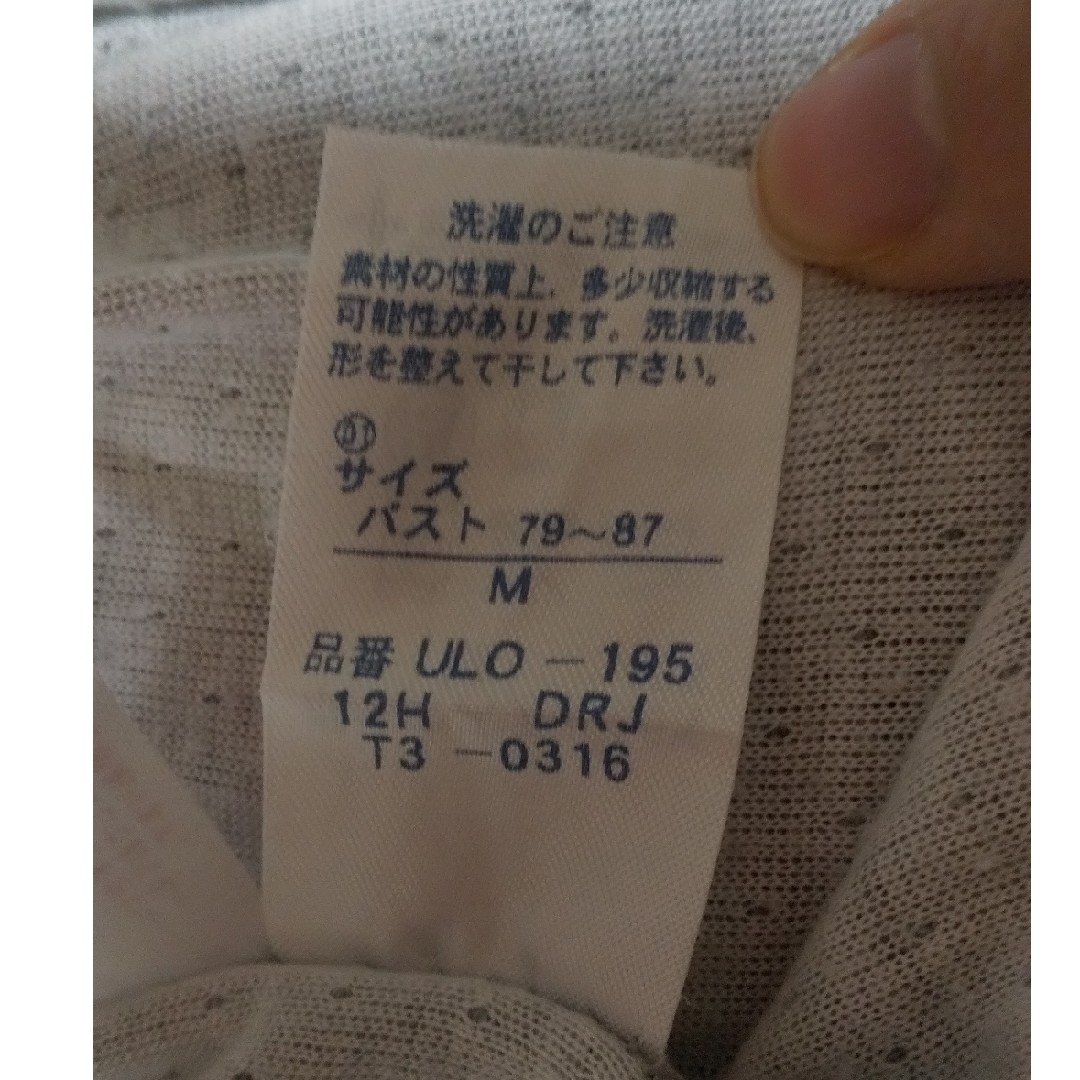 洗濯のご注意
素材の性質上、多少収縮する
可能性があります。洗濯後、
形を整えて干して下さい。
サイズ
バスト 79～87
M
品番 ULO－195
12H DRJ
T3－0316